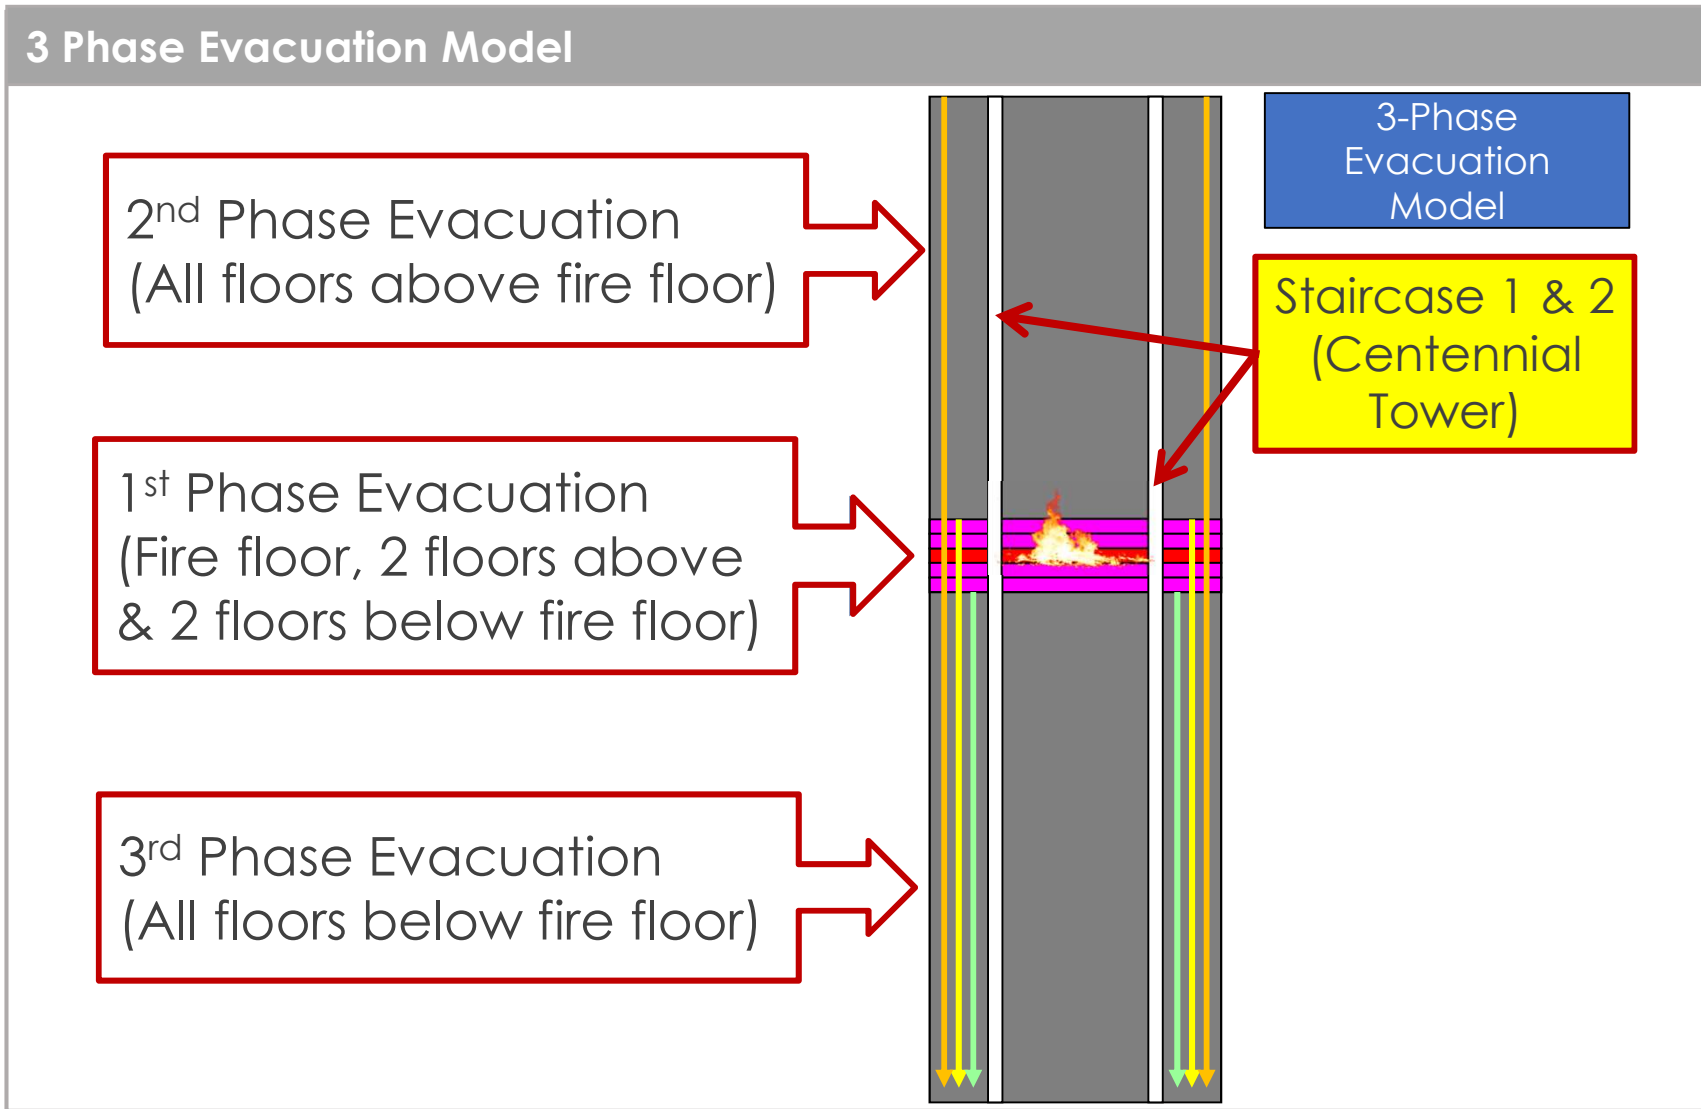 3 Phase Evacuation Model
3-Phase
Evacuation
Model
2nd Phase Evacuation
(All floors above fire floor)
Staircase 1 & 2
(Centennial
Tower)
1st Phase Evacuation
(Fire floor, 2 floors above
& 2 floors below fire floor)
3rd Phase Evacuation
(All floors below fire floor)